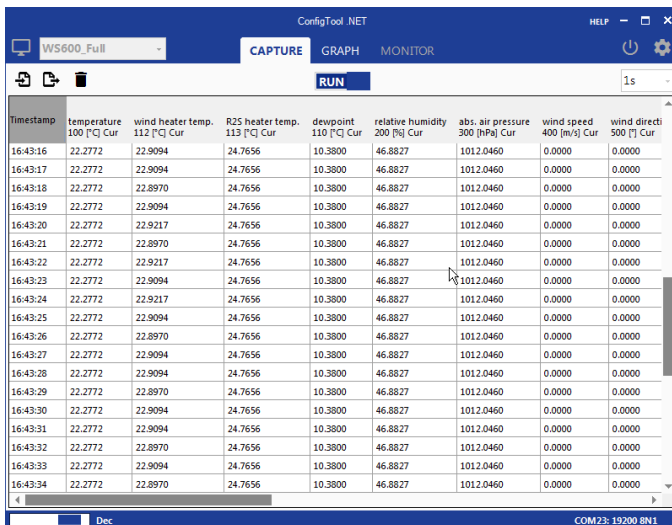 ConfigTool .NET
HELP
WS600_Full
CAPTURE GRAPH MONITOR
RUN
1s
Timestamp temperature 100 [°C] Cur wind heater temp. 112 [°C] Cur R2S heater temp. 113 [°C] Cur dewpoint 110 [°C] Cur relative humidity 200 [%] Cur abs. air pressure 300 [hPa] Cur wind speed 400 [m/s] Cur wind directi 500 [°] Cur
16:43:16 22.2772 22.9094 24.7656 10.3800 46.8827 1012.0460 0.0000 0.0000
16:43:17 22.2772 22.9094 24.7656 10.3800 46.8827 1012.0460 0.0000 0.0000
16:43:18 22.2772 22.8970 24.7656 10.3800 46.8827 1012.0460 0.0000 0.0000
16:43:19 22.2772 22.9094 24.7656 10.3800 46.8827 1012.0460 0.0000 0.0000
16:43:20 22.2772 22.9217 24.7656 10.3800 46.8827 1012.0460 0.0000 0.0000
16:43:21 22.2772 22.8970 24.7656 10.3800 46.8827 1012.0460 0.0000 0.0000
16:43:22 22.2772 22.9217 24.7656 10.3800 46.8827 1012.0460 0.0000 0.0000
16:43:23 22.2772 22.9094 24.7656 10.3800 46.8827 1012.0460 0.0000 0.0000
16:43:24 22.2772 22.9217 24.7656 10.3800 46.8827 1012.0460 0.0000 0.0000
16:43:25 22.2772 22.9094 24.7656 10.3800 46.8827 1012.0460 0.0000 0.0000
16:43:26 22.2772 22.8970 24.7656 10.3800 46.8827 1012.0460 0.0000 0.0000
16:43:27 22.2772 22.9094 24.7656 10.3800 46.8827 1012.0460 0.0000 0.0000
16:43:28 22.2772 22.9094 24.7656 10.3800 46.8827 1012.0460 0.0000 0.0000
16:43:29 22.2772 22.8970 24.7656 10.3800 46.8827 1012.0460 0.0000 0.0000
16:43:30 22.2772 22.9094 24.7656 10.3800 46.8827 1012.0460 0.0000 0.0000
16:43:31 22.2772 22.9094 24.7656 10.3800 46.8827 1012.0460 0.0000 0.0000
16:43:32 22.2772 22.8970 24.7656 10.3800 46.8827 1012.0460 0.0000 0.0000
16:43:33 22.2772 22.9094 24.7656 10.3800 46.8827 1012.0460 0.0000 0.0000
16:43:34 22.2772 22.8970 24.7656 10.3800 46.8827 1012.0460 0.0000 0.0000
Dec COM23: 19200 8N1